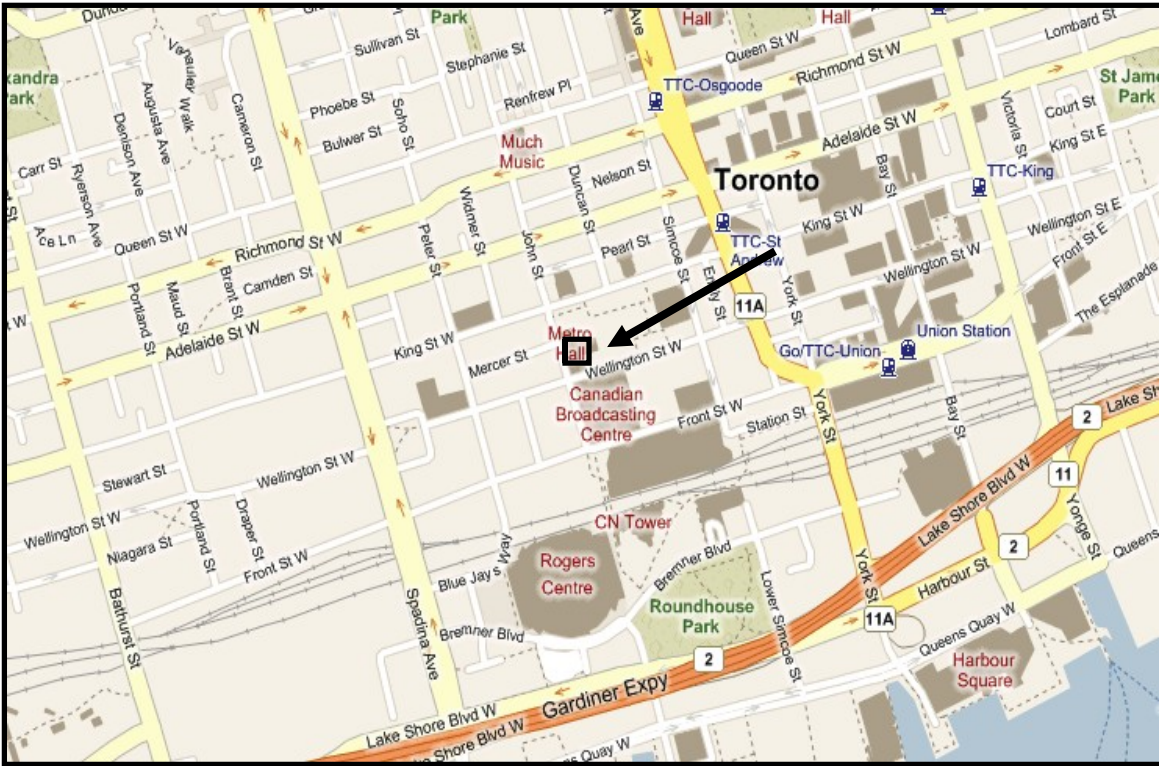 Park
Ave
Hall
Hall
Lombard St
Sullivan St
Stephanie St
Queen St W
Richmond St W
Vanauley Walk
xandra
ark
TTC-Osgoode
St Jame
Park
Augusta Ave
Denison Ave
Cameron St
Phoebe St
Renfrew Pl
Soho St
Bulwer St
Victoria St
Court St
Much
Music
Adelaide St W
King St E
Carr St
Ryerson Ave
Nelson St
Duncan St
Toronto
Bay St
TTC-King
Widmer St
Ace Ln
Queen St W
Richmond St W
Peter St
John St
Pearl St
Simcoe St
King St W
Wellington St E
TTC-St
Andrew
Front St E
Camden St
Brant St
Maud St
Portland St
Emily St
York St
Wellington St W
The Esplanade
11A
Adelaide St W
King St W
Mercer St
Metro
Hall
Wellington St W
Go/TTC-Union
Union Station
Canadian
Broadcasting
Centre
Front St W
Station St
York St
Bay St
2
Lake Sh
11
Stewart St
Wellington St W
Portland St
Draper St
Wellington St W
Niagara St
Front St W
CN Tower
Lake Shore Blvd W
Yonge St
2
Queens
Blue Jays Way
Rogers
Centre
Bremner Blvd
York St
Harbour St
Bathurst St
Spadina Ave
Roundhouse
Park
Lower Simcoe St
11A
Bremner Blvd
Queens Quay W
2
Harbour
Square
Gardiner Expy
Lake Shore Blvd W
Shore Blvd W
Quay W